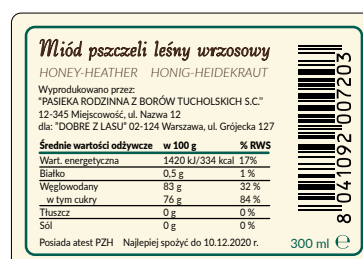 Miód pszczeli leśny wrzosowy
HONEY-HEATHER HONIG-HEIDEKRAUT
Wyprodukowano przez:
"PASIEKA RODZINNA Z BORÓW TUCHOLSKICH S.C."
12-345 Miejscowość, ul. Nazwa 12
dla: "DOBRE Z LASU" 02-124 Warszawa, ul. Grójecka 127
Średnie wartości odżywcze w 100 g % RWS
Wart. energetyczna 1420 kJ/334 kcal 17%
Białko 0,5 g 1 %
Węglowodany 83 g 32 %
w tym cukry 76 g 84 %
Tłuszcz 0 g 0 %
Sól 0 g 0 %
Posiada atest PZH Najlepiej spożyć do 10.12.2020 r.
300 ml ℮
8 041092 007203